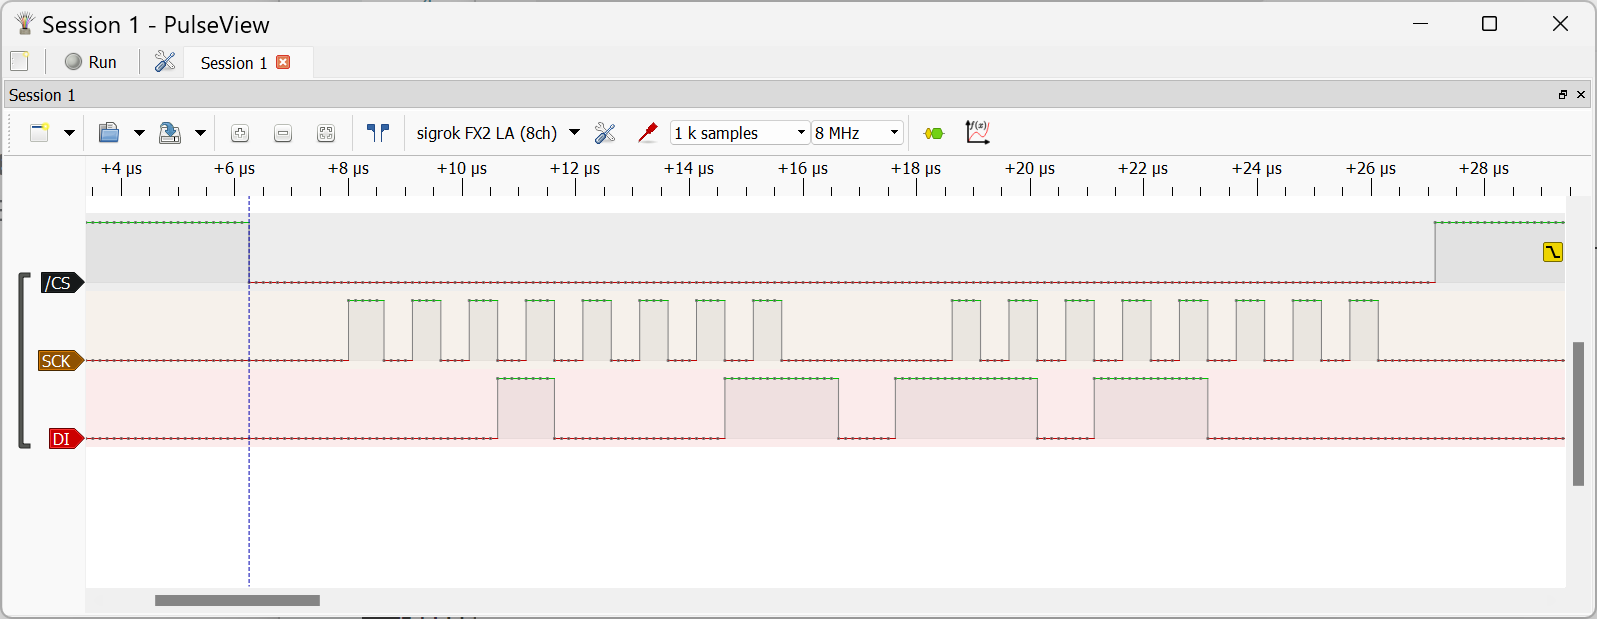 Session 1 - PulseView
Run
Session 1
Session 1
sigrok FX2 LA (8ch)
1 k samples
8 MHz
f(x)
+4 µs +6 µs +8 µs +10 µs +12 µs +14 µs +16 µs +18 µs +20 µs +22 µs +24 µs +26 µs +28 µs
/CS
SCK
DI